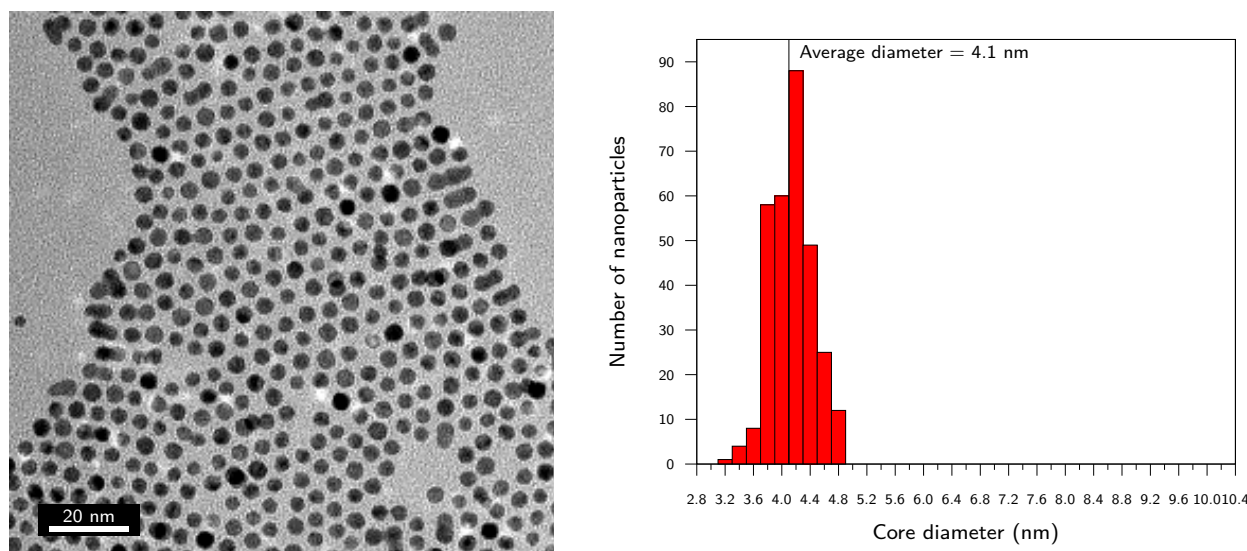 20 nm
Average diameter = 4.1 nm
Number of nanoparticles
90
80
70
60
50
40
30
20
10
0
2.8 3.2 3.6 4.0 4.4 4.8 5.2 5.6 6.0 6.4 6.8 7.2 7.6 8.0 8.4 8.8 9.2 9.6 10.0 10.4
Core diameter (nm)